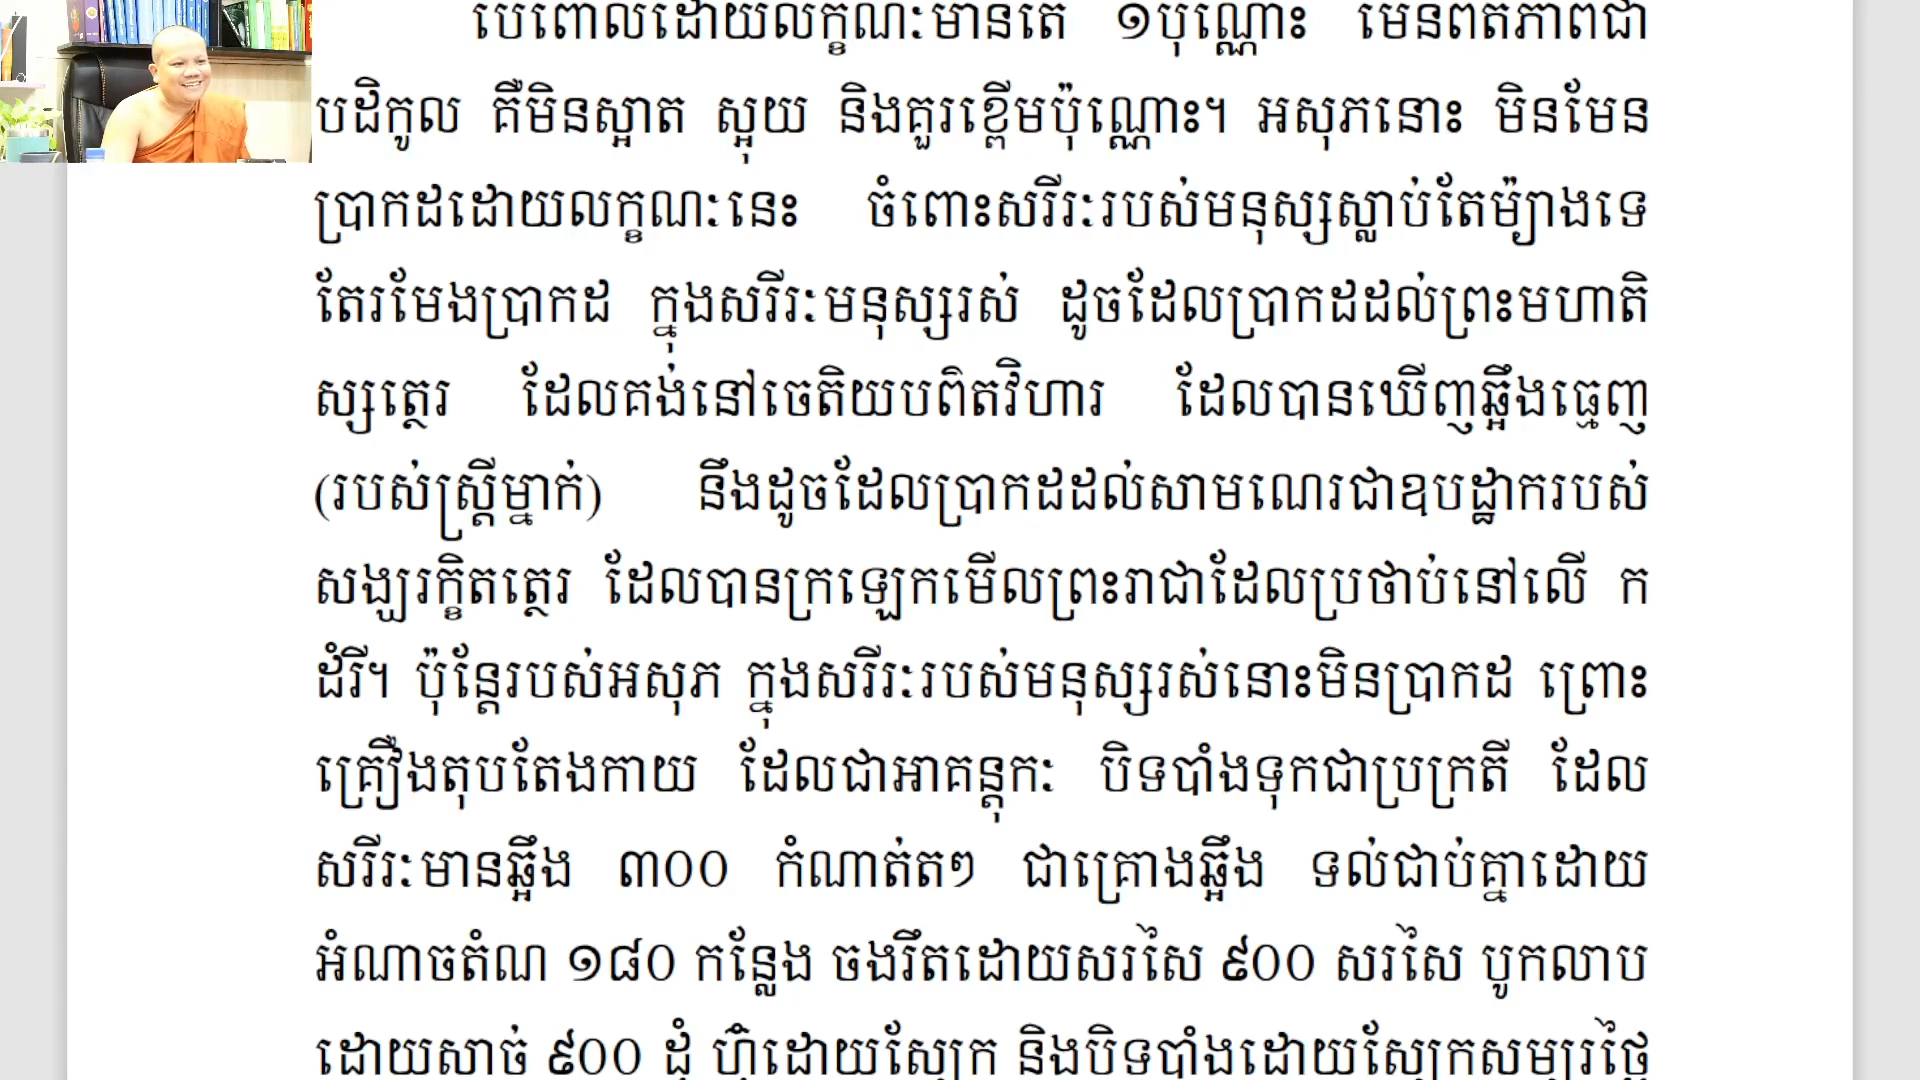 បើពោលដោយលក្ខណៈមានតែ ១ប៉ុណ្ណោះ មែនពិតភាពជា
បដិកូល គឺមិនស្អាត ស្អុយ និងគួរខ្ពើមប៉ុណ្ណោះ។ អសុភនោះ មិនមែន
ប្រាកដដោយលក្ខណៈនេះ ចំពោះសរីរៈរបស់មនុស្សស្លាប់តែម៉្យាងទេ
តែរមែងប្រាកដ ក្នុងសរីរៈមនុស្សរស់ ដូចដែលប្រាកដដល់ព្រះមហាតិ
ស្សត្ថេរ ដែលគង់នៅចេតិយបព៌តវិហារ ដែលបានឃើញឆ្អឹងធ្មេញ
(របស់ស្ត្រីម្នាក់) នឹងដូចដែលប្រាកដដល់សាមណេរជាឧបដ្ឋាករបស់
សង្ឃរក្ខិតត្ថេរ ដែលបានក្រឡេកមើលព្រះរាជាដែលប្រថាប់នៅលើ ក
ដំរី។ ប៉ុន្តែរបស់អសុភ ក្នុងសរីរៈរបស់មនុស្សរស់នោះមិនប្រាកដ ព្រោះ
គ្រឿងតុបតែងកាយ ដែលជាអាគន្តុកៈ បិទបាំងទុកជាប្រក្រតី ដែល
សរីរៈមានឆ្អឹង ៣០០ កំណាត់តៗ ជាគ្រោងឆ្អឹង ទល់ជាប់គ្នាដោយ
អំណាចតំណ ១៨០ កន្លែង ចងរឹតដោយសរសៃ ៩០០ សរសៃ បូកលាប
ដោយសាច់ ៩០០ ដុំ ហ៊ុំដោយស្បែក និងបិទបាំងដោយស្បែកសម្បុរថ្ងៃ